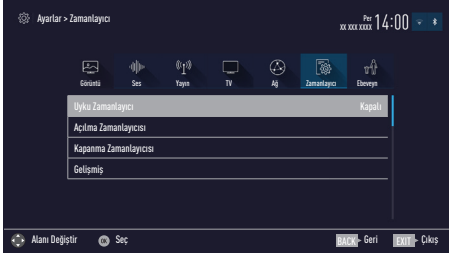 Ayarlar > Zamanlayıcı
Per
xx xxx xxxx
14:00
Görüntü
Ses
Yayın
TV
Ağ
Zamanlayıcı
Ebeveyn
Uyku Zamanlayıcı Kapalı
Açılma Zamanlayıcısı
Kapanma Zamanlayıcısı
Gelişmiş
Alanı Değiştir OK Seç BACK Geri EXIT Çıkış